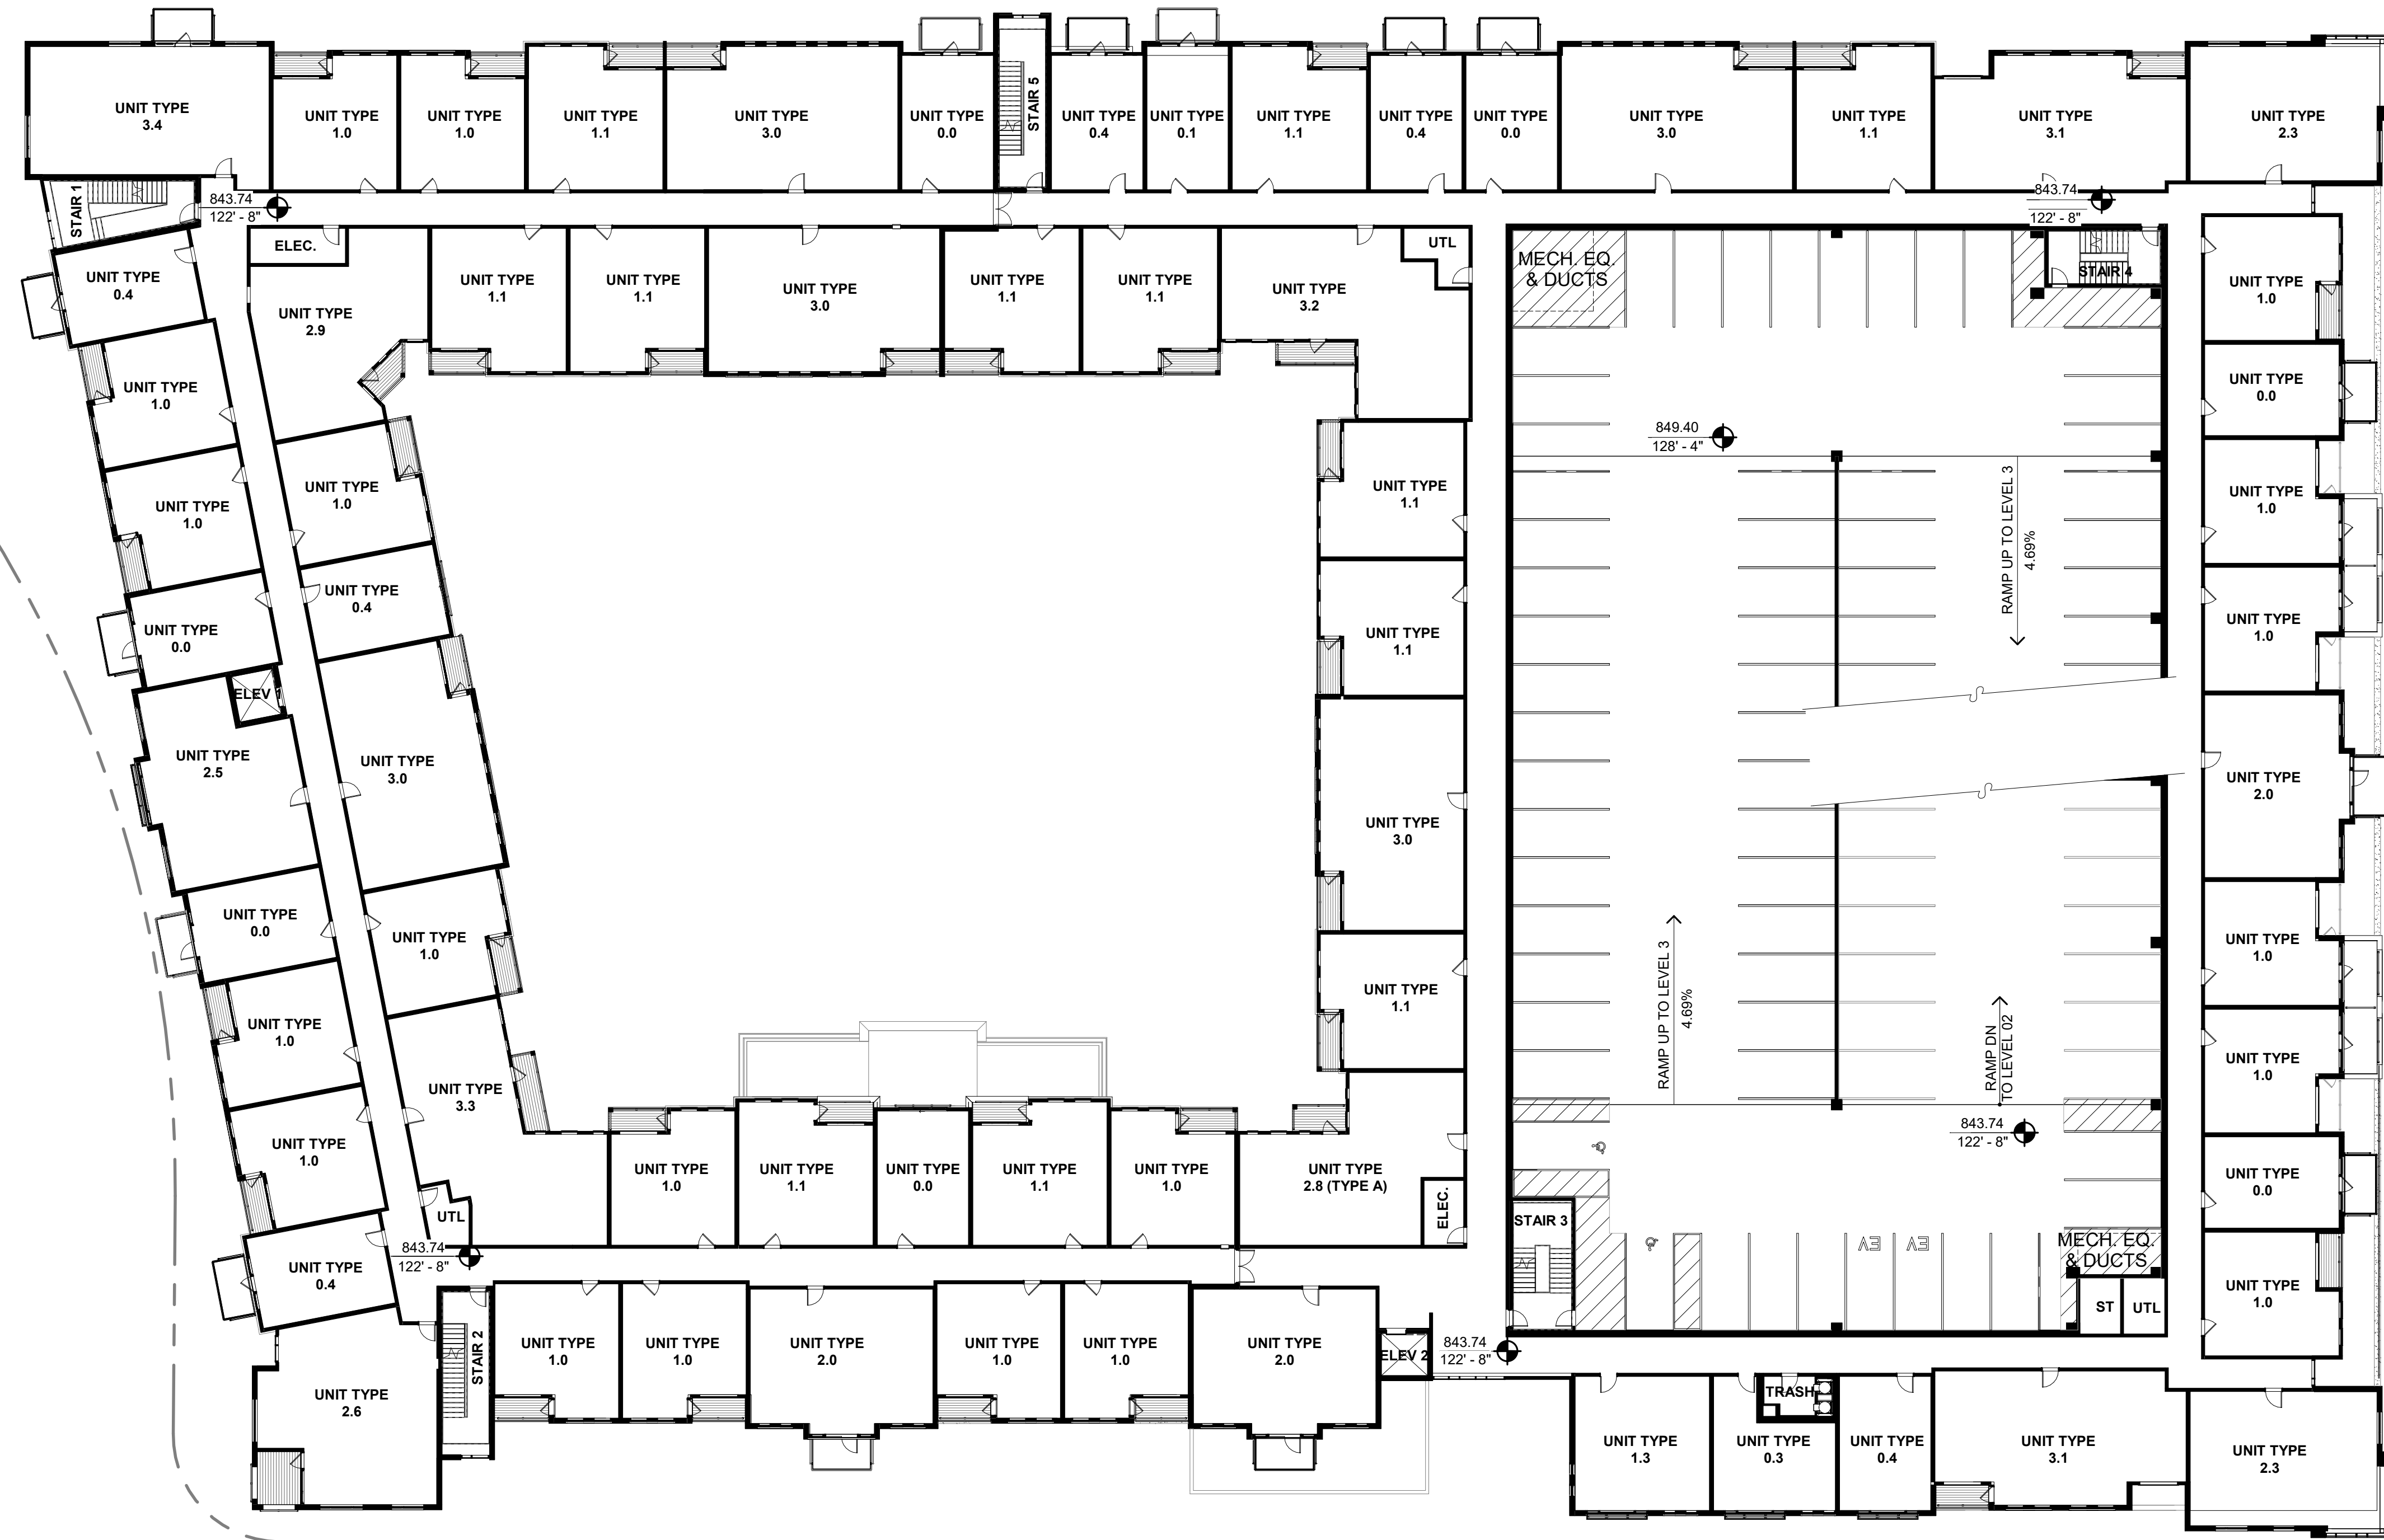 UNIT TYPE
3.4
UNIT TYPE
1.0
UNIT TYPE
1.0
UNIT TYPE
1.1
UNIT TYPE
3.0
UNIT TYPE
0.0
STAIR 5
UNIT TYPE
0.4
UNIT TYPE
0.1
UNIT TYPE
1.1
UNIT TYPE
0.4
UNIT TYPE
0.0
UNIT TYPE
3.0
UNIT TYPE
1.1
UNIT TYPE
3.1
UNIT TYPE
2.3
STAIR 1
843.74
122' - 8"
843.74
122' - 8"
ELEC.
UNIT TYPE
2.9
UNIT TYPE
1.1
UNIT TYPE
1.1
UNIT TYPE
3.0
UNIT TYPE
1.1
UNIT TYPE
1.1
UNIT TYPE
3.2
UTL
MECH. EQ.
& DUCTS
STAIR 4
UNIT TYPE
0.4
UNIT TYPE
1.0
UNIT TYPE
1.0
UNIT TYPE
0.0
ELEV 1
UNIT TYPE
2.5
UNIT TYPE
0.0
UNIT TYPE
1.0
UNIT TYPE
1.0
UNIT TYPE
0.4
UNIT TYPE
1.0
UNIT TYPE
0.4
UNIT TYPE
3.0
UNIT TYPE
1.0
UNIT TYPE
3.3
UTL
843.74
122' - 8"
UNIT TYPE
1.1
UNIT TYPE
1.1
UNIT TYPE
3.0
UNIT TYPE
1.1
849.40
128' - 4"
RAMP UP TO LEVEL 3
4.69%
RAMP UP TO LEVEL 3
4.69%
RAMP DN
TO LEVEL 02
843.74
122' - 8"
UNIT TYPE
1.0
UNIT TYPE
0.0
UNIT TYPE
1.0
UNIT TYPE
1.0
UNIT TYPE
2.0
UNIT TYPE
1.0
UNIT TYPE
1.0
UNIT TYPE
0.0
UNIT TYPE
1.0
UNIT TYPE
1.0
UNIT TYPE
1.1
UNIT TYPE
0.0
UNIT TYPE
1.1
UNIT TYPE
1.0
UNIT TYPE
2.8 (TYPE A)
ELEC.
STAIR 3
EV
EV
MECH. EQ.
& DUCTS
ST
UTL
UNIT TYPE
2.6
STAIR 2
UNIT TYPE
1.0
UNIT TYPE
1.0
UNIT TYPE
2.0
UNIT TYPE
1.0
UNIT TYPE
1.0
UNIT TYPE
2.0
ELEV 2
843.74
122' - 8"
UNIT TYPE
1.3
TRASH
UNIT TYPE
0.3
UNIT TYPE
0.4
UNIT TYPE
3.1
UNIT TYPE
2.3